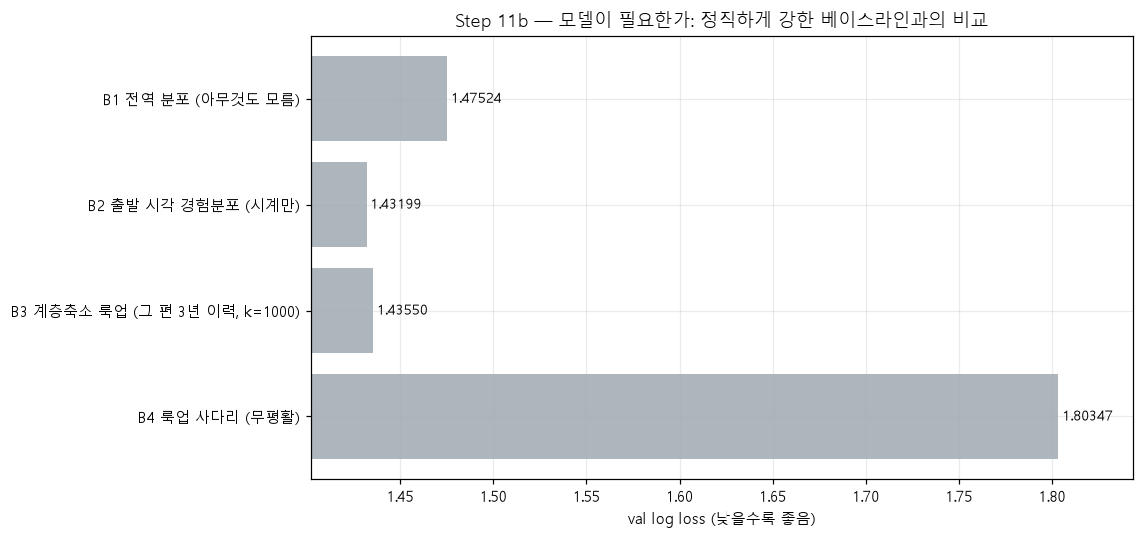 Step 11b — 모델이 필요한가: 정직하게 강한 베이스라인과의 비교
B1 전역 분포 (아무것도 모름)
1.47524
B2 출발 시각 경험분포 (시계만)
1.43199
B3 계층축소 룩업 (그 편 3년 이력, k=1000)
1.43550
B4 룩업 사다리 (무평활)
1.80347
1.45 1.50 1.55 1.60 1.65 1.70 1.75 1.80
val log loss (낮을수록 좋음)